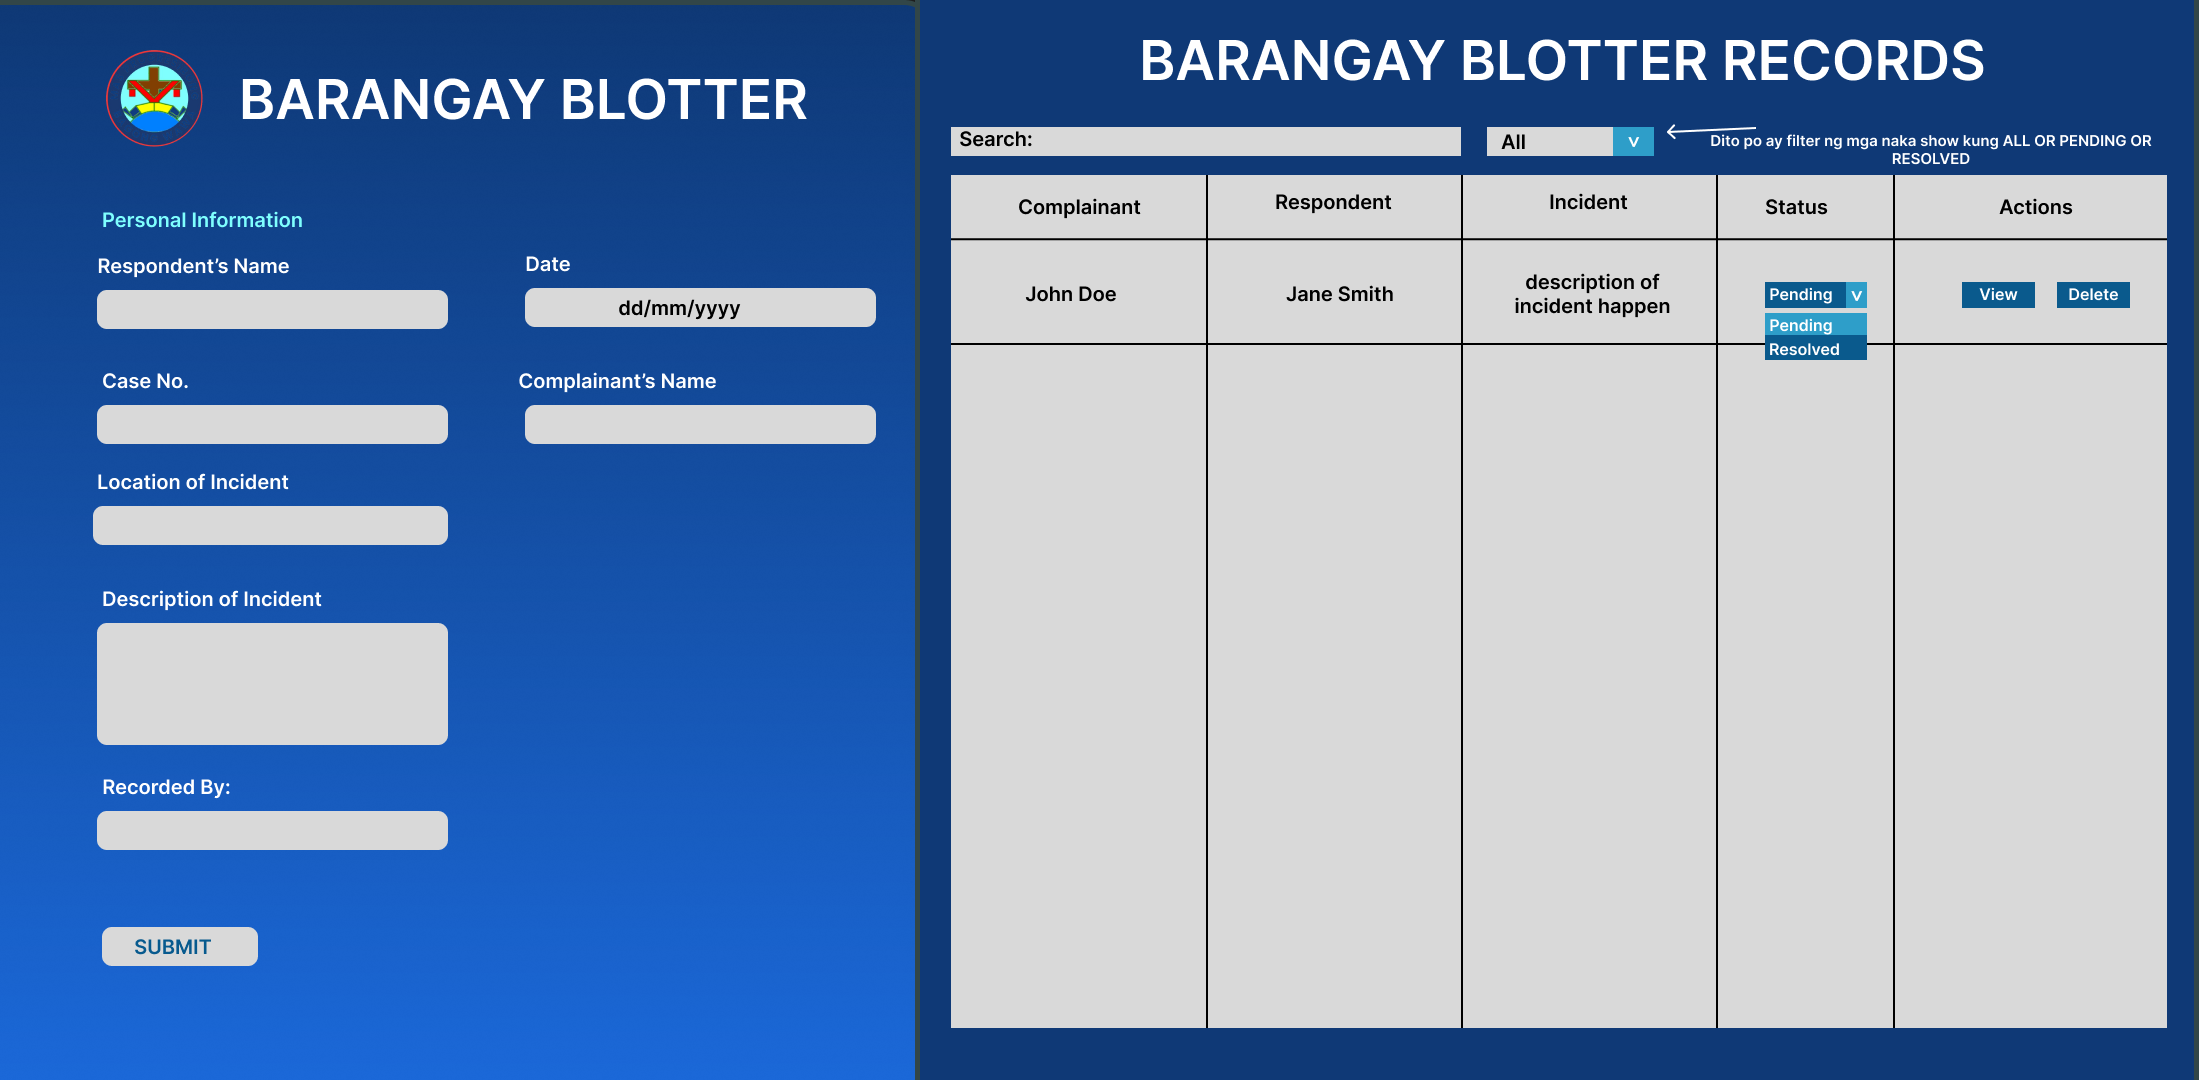 BARANGAY BLOTTER
Personal Information
Respondent’s Name
Date
dd/mm/yyyy
Case No.
Complainant’s Name
Location of Incident
Description of Incident
Recorded By:
SUBMIT
BARANGAY BLOTTER RECORDS
Search:
All
V
Dito po ay filter ng mga naka show kung ALL OR PENDING OR
RESOLVED
Complainant
Respondent
Incident
Status
Actions
John Doe
Jane Smith
description of
incident happen
Pending
V
Pending
Resolved
View
Delete